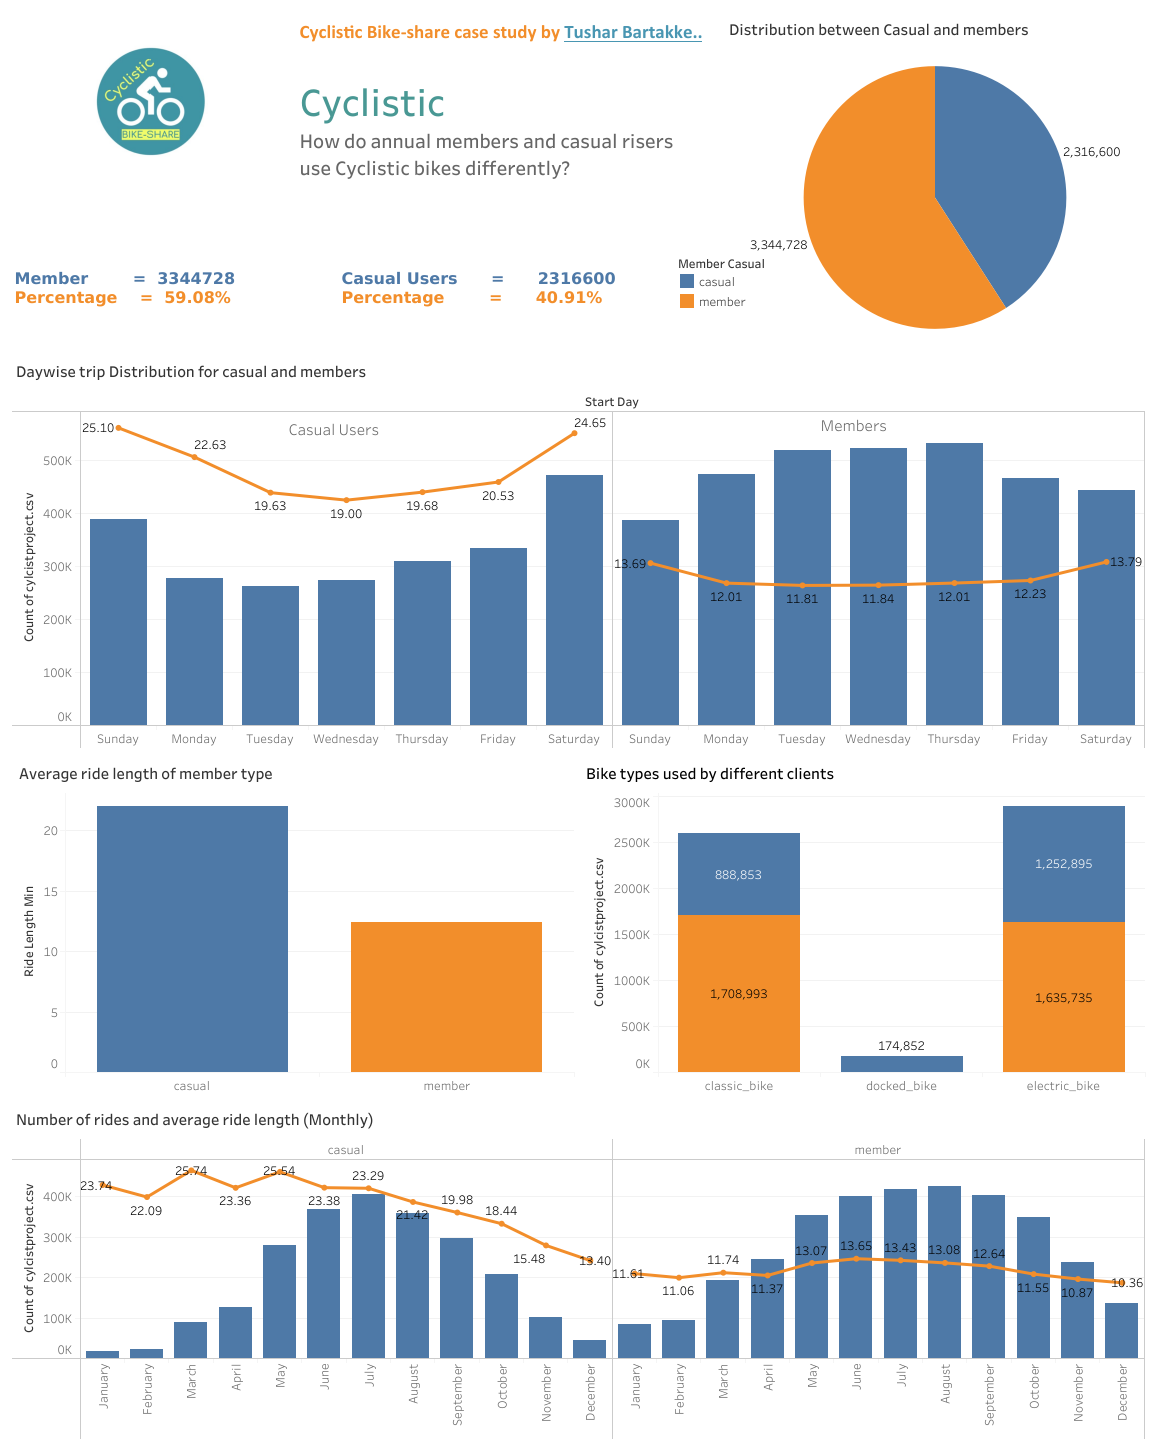 Cyclistic Bike-share case study by Tushar Bartakke..
Distribution between Casual and members
Cyclistic
BIKE-SHARE
Cyclistic
How do annual members and casual risers
use Cyclistic bikes differently?
2,316,600
3,344,728
Member Casual
casual
member
Member = 3344728
Percentage = 59.08%
Casual Users = 2316600
Percentage = 40.91%
Daywise trip Distribution for casual and members
Start Day
Casual Users
Members
Count of cylcistproject.csv
500K
400K
300K
200K
100K
0K
25.10
22.63
19.63
19.00
19.68
20.53
24.65
13.69
12.01
11.81
11.84
12.01
12.23
13.79
Sunday
Monday
Tuesday
Wednesday
Thursday
Friday
Saturday
Sunday
Monday
Tuesday
Wednesday
Thursday
Friday
Saturday
Average ride length of member type
Ride Length Min
20
15
10
5
0
casual
member
Bike types used by different clients
Count of cylcistproject.csv
3000K
2500K
2000K
1500K
1000K
500K
0K
888,853
1,708,993
174,852
1,252,895
1,635,735
classic_bike
docked_bike
electric_bike
Number of rides and average ride length (Monthly)
casual
member
Count of cylcistproject.csv
400K
300K
200K
100K
0K
23.74
22.09
25.74
23.36
25.54
23.38
23.29
21.42
19.98
18.44
15.48
13.40
11.61
11.06
11.74
11.37
13.07
13.65
13.43
13.08
12.64
11.55
10.87
10.36
January
February
March
April
May
June
July
August
September
October
November
December
January
February
March
April
May
June
July
August
September
October
November
December